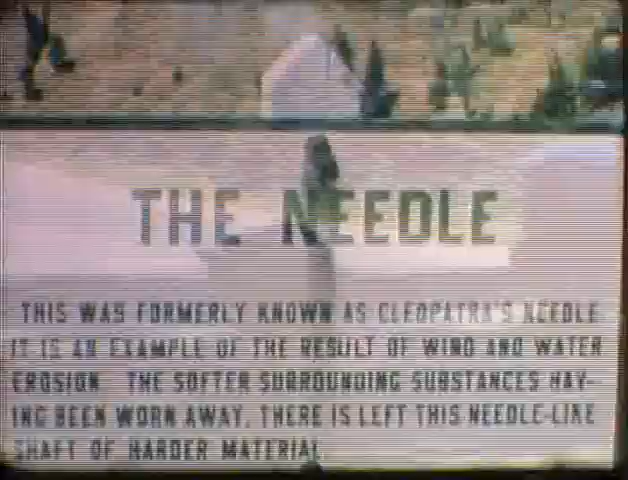 THE NEEDLE
THIS WAS FORMERLY KNOWN AS CLEOPATRA'S NEEDLE.
IT IS AN EXAMPLE OF THE RESULT OF WIND AND WATER
EROSION THE SOFTER SURROUNDING SUBSTANCES HAV-
ING BEEN WORN AWAY, THERE IS LEFT THIS NEEDLE-LIKE
SHAFT OF HARDER MATERIAL.